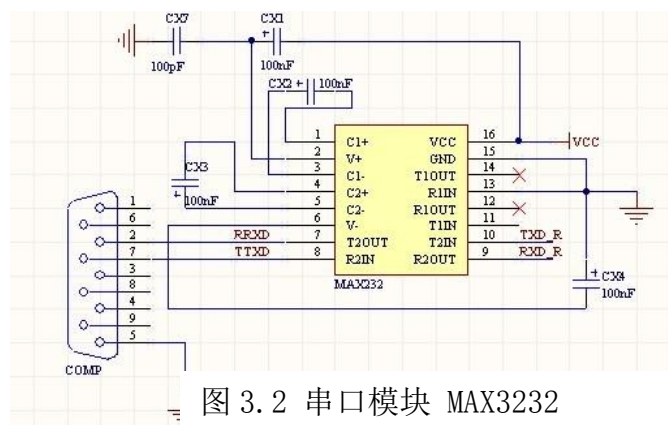 CX7
CX1
+
100pF
100nF
CX2 +
100nF
1
C1+
VCC
16
VCC
2
V+
GND
15
3
C1-
T1OUT
14
4
C2+
R1IN
13
5
C2-
R1OUT
12
6
V-
T1IN
11
RRXD
7
T2OUT
T2IN
10
TXD_R
TTXD
8
R2IN
R2OUT
9
RXD_R
MAX232
CX3
+
100nF
+
CX4
100nF
1
6
2
7
3
8
4
9
5
COMP
图 3.2 串口模块 MAX3232